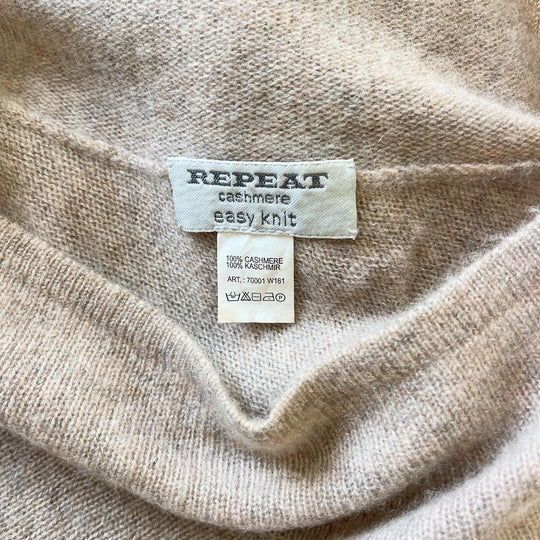 REPEAT
cashmere
easy knit
100% CASHMERE
100% KASCHMIR
ART.: 70001 W161
P